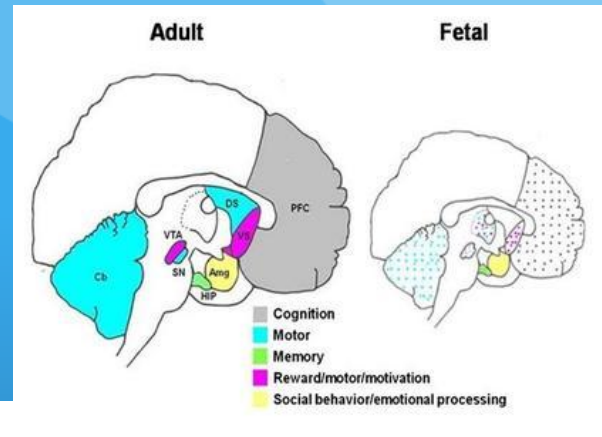 Adult
Fetal
DS
PFC
VS
VTA
Cb
SN
Amg
HIP
Cognition
Motor
Memory
Reward/motor/motivation
Social behavior/emotional processing